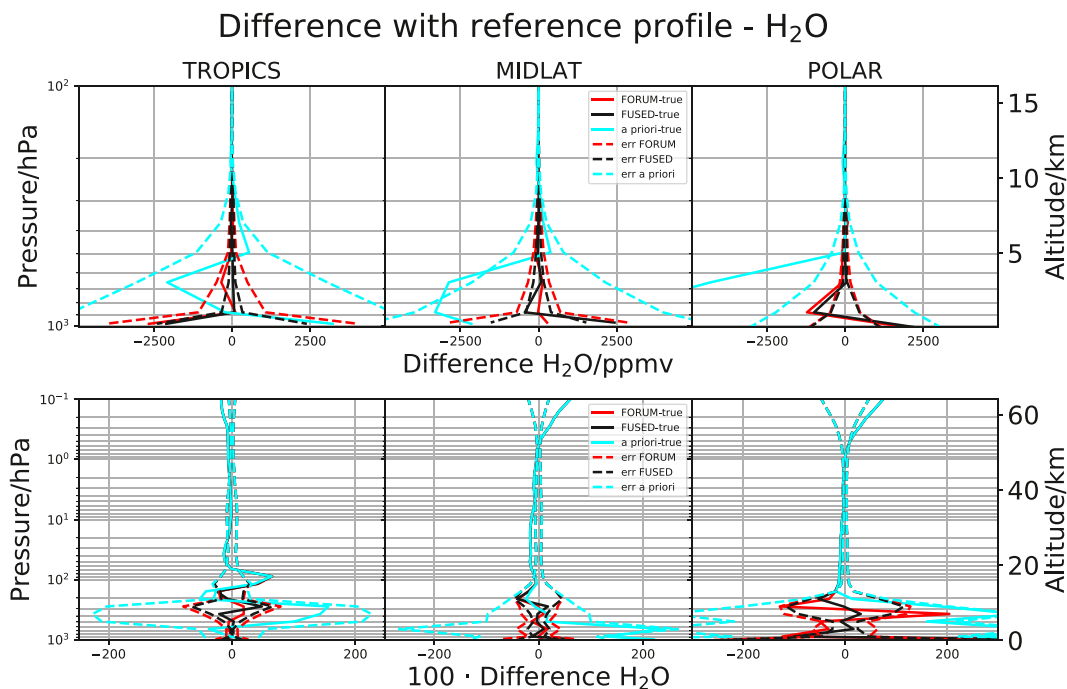 Difference with reference profile - H₂O
TROPICS
MIDLAT
POLAR
Pressure/hPa
10²
10³
FORUM-true
FUSED-true
a priori-true
err FORUM
err FUSED
err a priori
15
10
5
0
Altitude/km
−2500 0 2500
−2500 0 2500
−2500 0 2500
Difference H₂O/ppmv
Pressure/hPa
10⁻¹
10⁰
10¹
10²
10³
FORUM-true
FUSED-true
a priori-true
err FORUM
err FUSED
err a priori
60
40
20
0
Altitude/km
−200 0 200
−200 0 200
−200 0 200
100 · Difference H₂O